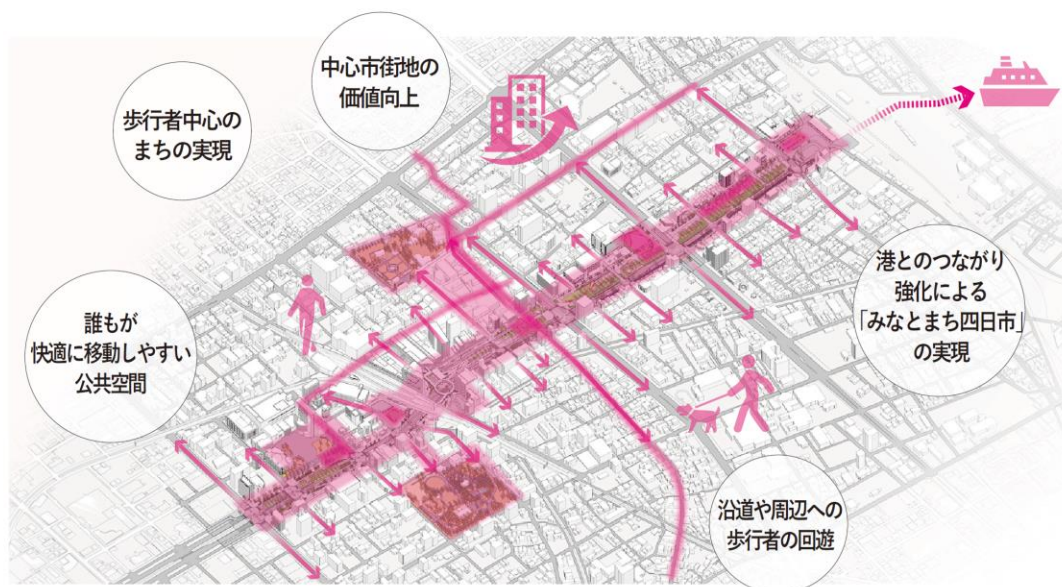 中心市街地の
価値向上
歩行者中心の
まちの実現
誰もが
快適に移動しやすい
公共空間
港とのつながり
強化による
「みなとまち四日市」
の実現
沿道や周辺への
歩行者の回遊